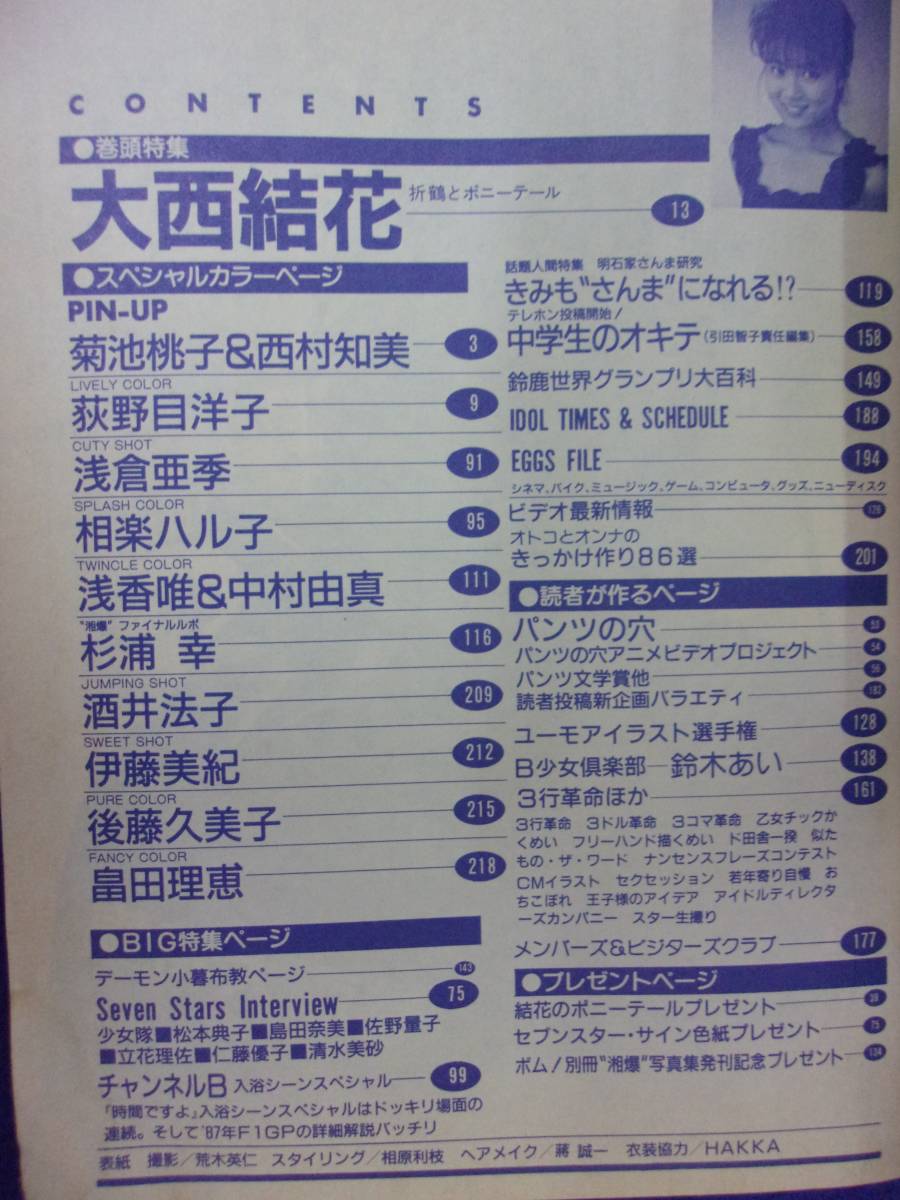 CONTENTS
●巻頭特集
大西結花 折鶴とポニーテール 13
●スペシャルカラーページ
PIN-UP
菊池桃子&西村知美 3
LIVELY COLOR
荻野目洋子 9
CUTY SHOT
浅倉亜季 91
SPLASH COLOR
相楽ハル子 95
TWINCLE COLOR
浅香唯&中村由真 111
“湘爆”ファイナルルポ
杉浦 幸 116
JUMPING SHOT
酒井法子 209
SWEET SHOT
伊藤美紀 212
PURE COLOR
後藤久美子 215
FANCY COLOR
畠田理恵 218
●BIG特集ページ
デーモン小暮布教ページ 143
Seven Stars Interview 75
少女隊■松本典子■島田奈美■佐野量子
■立花理佐■仁藤優子■清水美砂
チャンネルB 入浴シーンスペシャル 99
「時間ですよ」入浴シーンスペシャルはドッキリ場面の
連続。そして'87年F1GPの詳細解説バッチリ
話題人間特集 明石家さんま研究
きみも“さんま”になれる!? 119
テレホン投稿開始!
中学生のオキテ(引田智子責任編集) 158
鈴鹿世界グランプリ大百科 149
IDOL TIMES & SCHEDULE 188
EGGS FILE 194
シネマ、バイク、ミュージック、ゲーム、コンピュータ、グッズ、ニューディスク
ビデオ最新情報 126
オトコとオンナの
きっかけ作り86選 201
●読者が作るページ
パンツの穴
パンツの穴アニメビデオプロジェクト 54
パンツ文学賞他 56
読者投稿新企画バラエティ 182
ユーモアイラスト選手権 128
B少女倶楽部―鈴木あい 138
3行革命ほか 161
3行革命 3ドル革命 3コマ革命 乙女チックか
くめい フリーハンド描くめい ド田舎一揆 似た
もの・ザ・ワード ナンセンスフレーズコンテスト
CMイラスト セクセッション 若年寄り自慢 お
ちこぼれ 王子様のアイデア アイドルディレクタ
ーズカンパニー スター生撮り
メンバーズ&ビジターズクラブ 177
●プレゼントページ
結花のポニーテールプレゼント
セブンスター・サイン色紙プレゼント 75
ボム!別冊“湘爆”写真集発刊記念プレゼント 124
表紙 撮影/荒木英仁 スタイリング/相原利枝 ヘアメイク/蔣 誠一 衣装協力/HAKKA